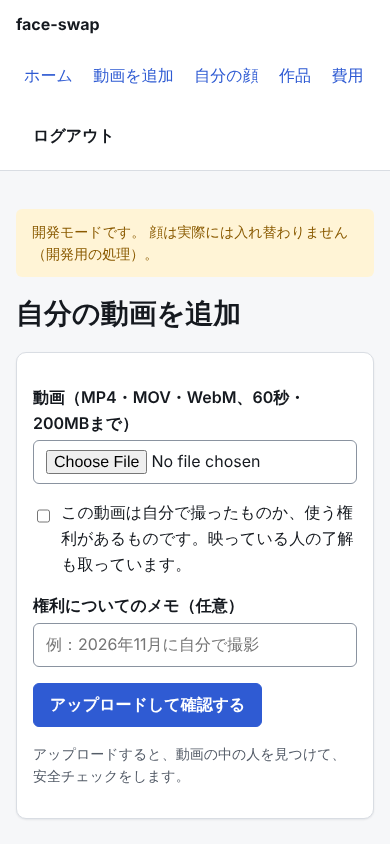 face-swap
ホーム 動画を追加 自分の顔 作品 費用
ログアウト
開発モードです。 顔は実際には入れ替わりません
（開発用の処理）。
自分の動画を追加
動画（MP4・MOV・WebM、60秒・
200MBまで）
Choose File No file chosen
この動画は自分で撮ったものか、使う権
利があるものです。映っている人の了解
も取っています。
権利についてのメモ（任意）
例：2026年11月に自分で撮影
アップロードして確認する
アップロードすると、動画の中の人を見つけて、
安全チェックをします。